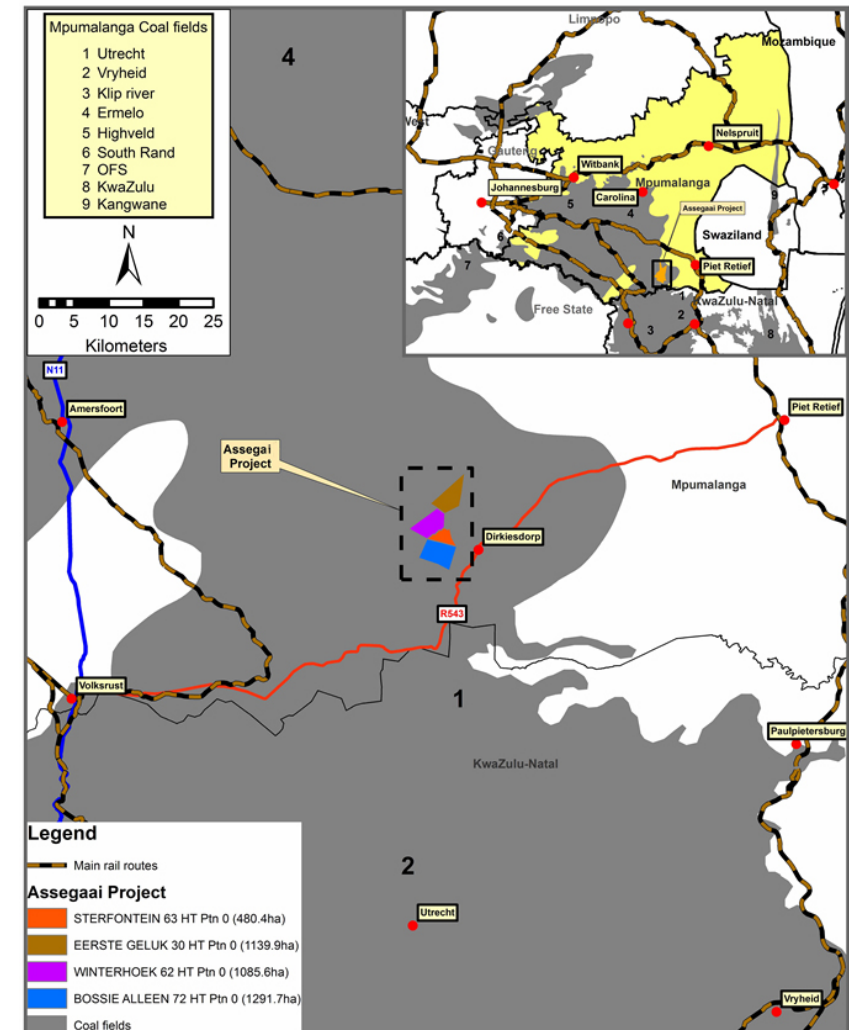 Mpumalanga Coal fields
1 Utrecht
2 Vryheid
3 Klip river
4 Ermelo
5 Highveld
6 South Rand
7 OFS
8 KwaZulu
9 Kangwane
N
0 5 10 15 20 25
Kilometers
4
Limpopo
Mozambique
West
Gauteng
Nelspruit
Witbank
Mpumalanga
Johannesburg
Carolina
5
4
9
Assegaai Project
Swaziland
6
7
Piet Retief
Free State
1
KwaZulu-Natal
2
3
8
N11
Amersfoort
Piet Retief
Assegai
Project
Mpumalanga
Dirkiesdorp
R543
Volksrust
1
Paulpietersburg
KwaZulu-Natal
2
Utrecht
Vryheid
Legend
Main rail routes
Assegaai Project
STERFONTEIN 63 HT Ptn 0 (480.4ha)
EERSTE GELUK 30 HT Ptn 0 (1139.9ha)
WINTERHOEK 62 HT Ptn 0 (1085.6ha)
BOSSIE ALLEEN 72 HT Ptn 0 (1291.7ha)
Coal fields